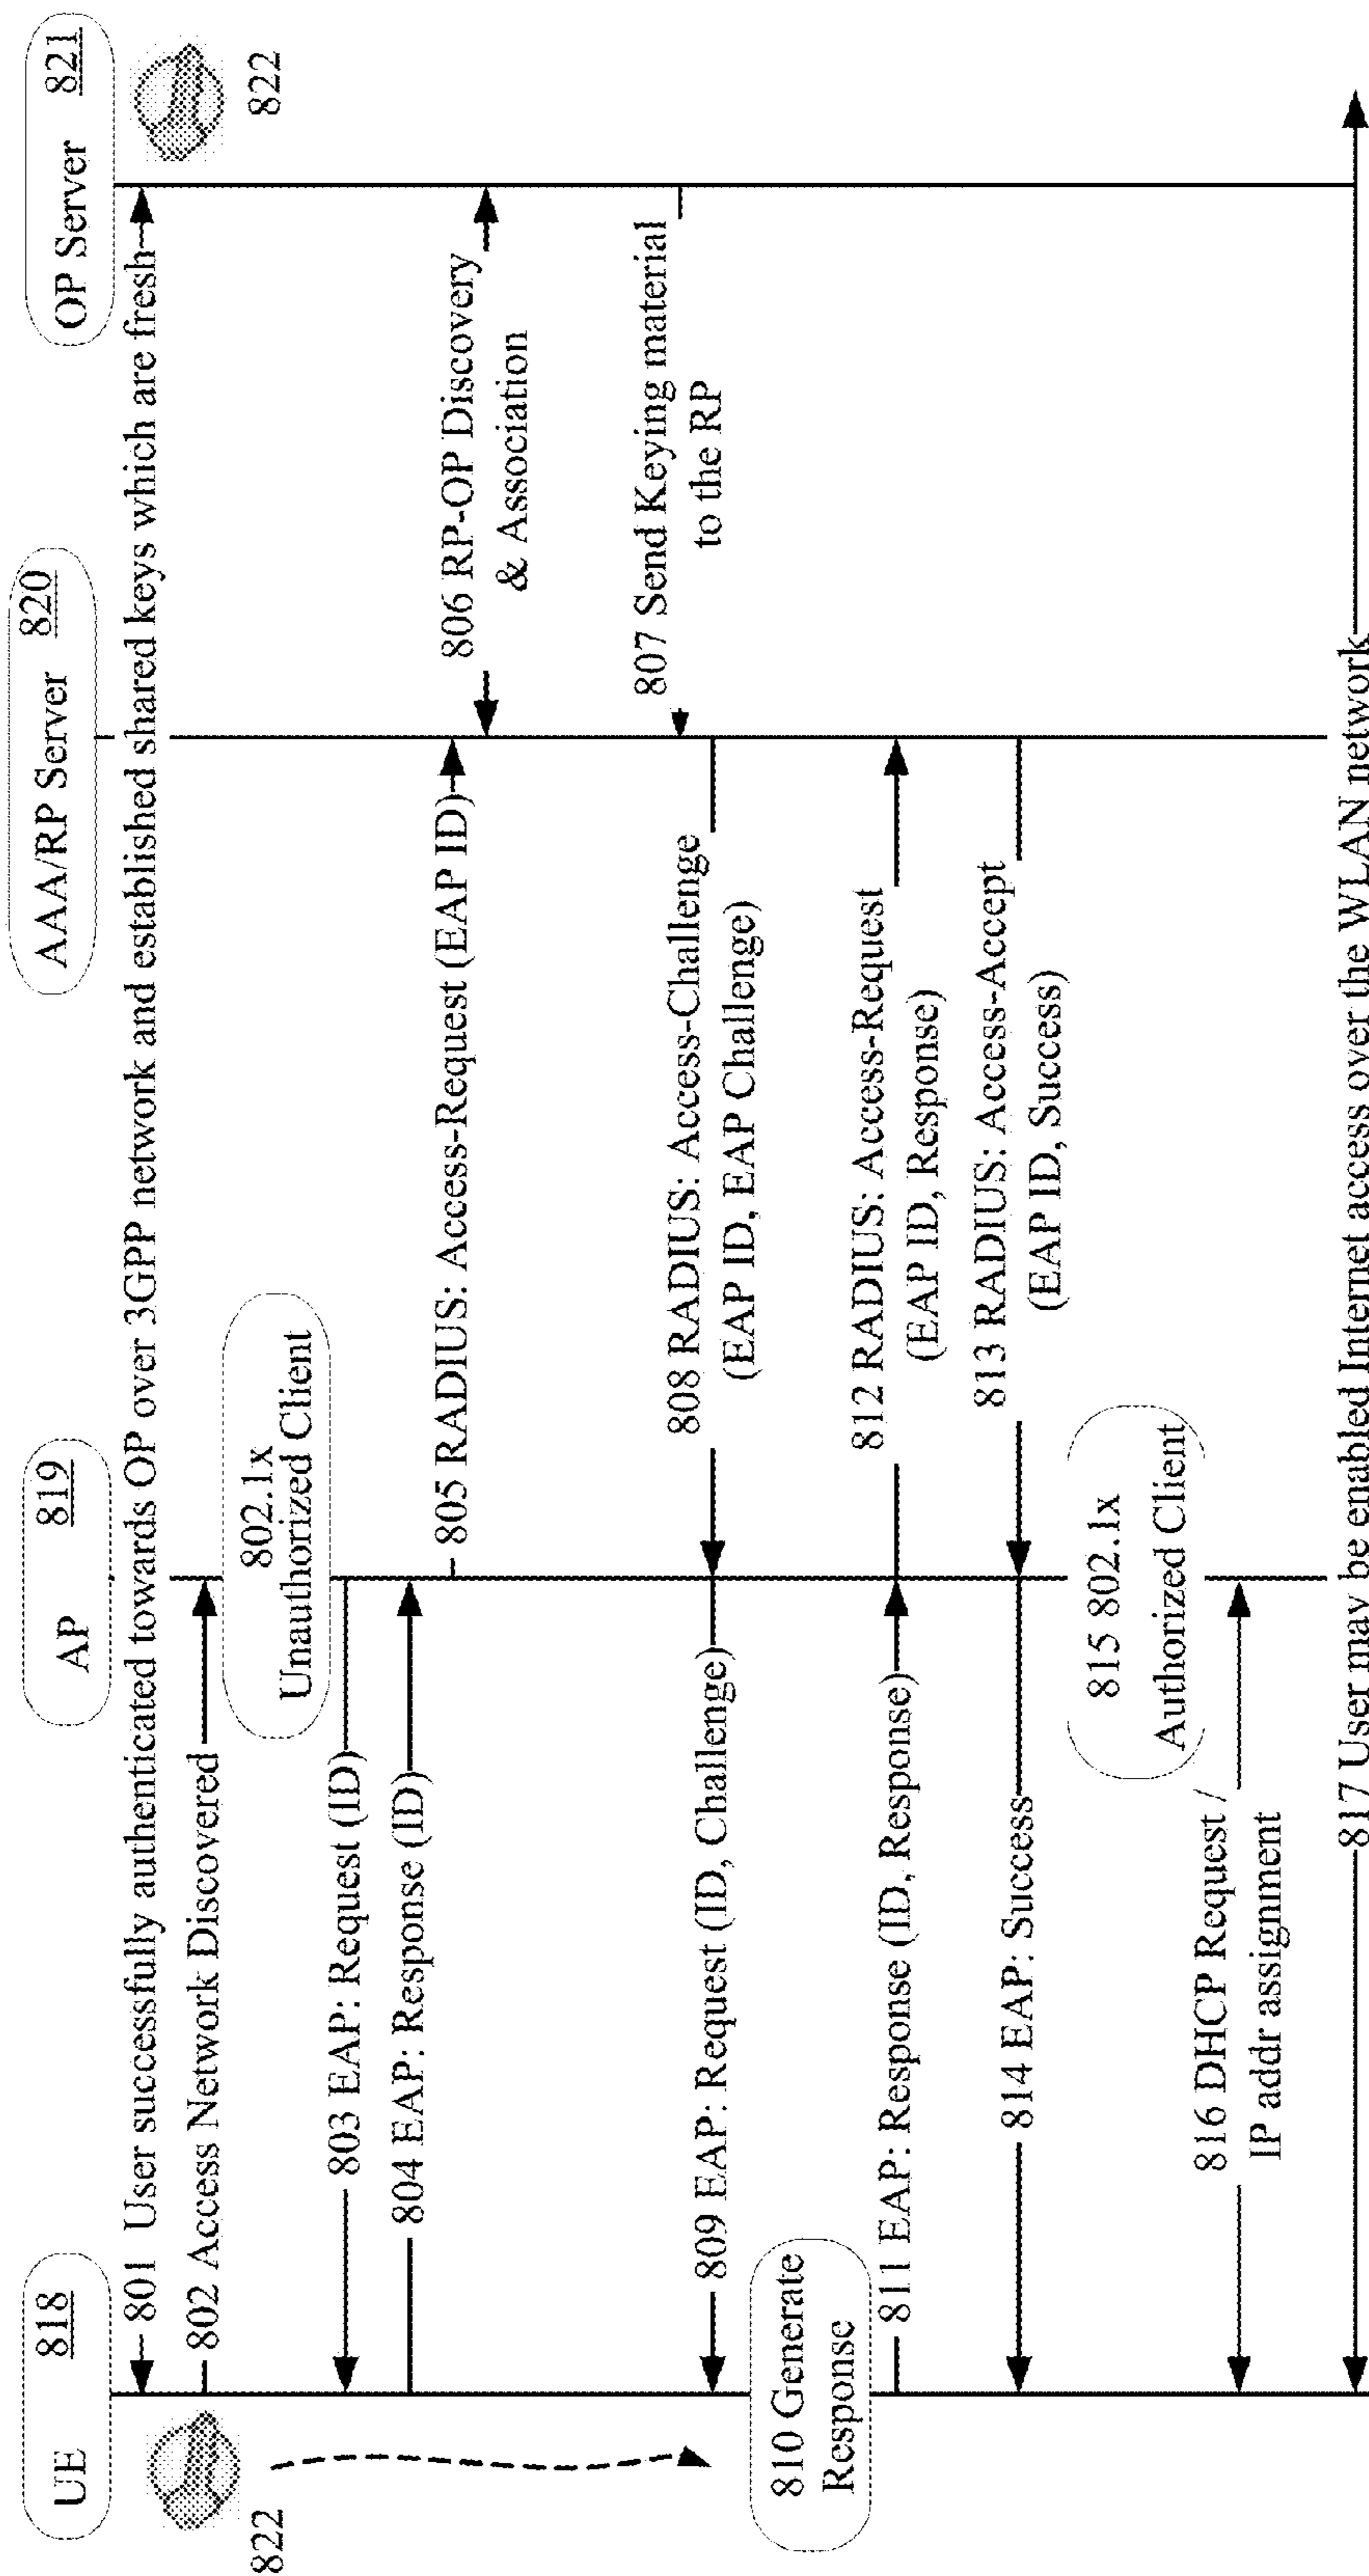 UE 818
AP 819
AAA/RP Server 820
OP Server 821
822
822
801 User successfully authenticated towards OP over 3GPP network and established shared keys which are fresh
802 Access Network Discovered
802.1x
Unauthorized Client
803 EAP: Request (ID)
804 EAP: Response (ID)
805 RADIUS: Access-Request (EAP ID)
806 RP-OP Discovery
& Association
807 Send Keying material
to the RP
808 RADIUS: Access-Challenge
(EAP ID, EAP Challenge)
809 EAP: Request (ID, Challenge)
810 Generate
Response
811 EAP: Response (ID, Response)
812 RADIUS: Access-Request
(EAP ID, Response)
813 RADIUS: Access-Accept
(EAP ID, Success)
814 EAP: Success
815 802.1x
Authorized Client
816 DHCP Request /
IP addr assignment
817 User may be enabled Internet access over the WLAN network